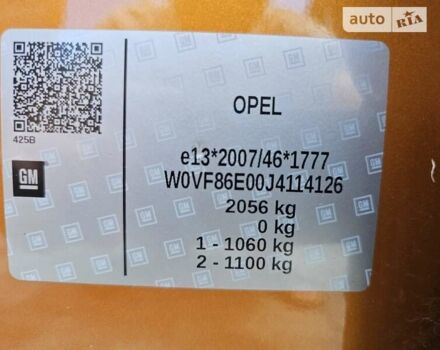 auto RIA
425B
GM
OPEL
e13*2007/46*1777
W0VF86E00J4114126
2056 kg
0 kg
1 - 1060 kg
2 - 1100 kg